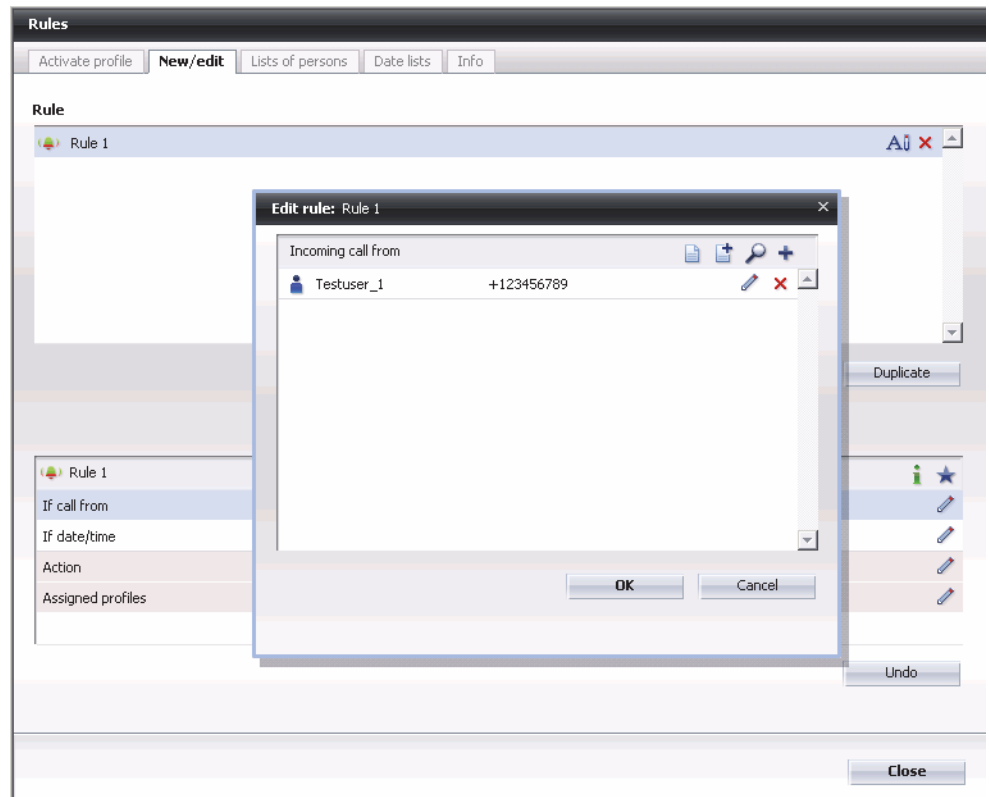 Rules
Activate profile New/edit Lists of persons Date lists Info
Rule
Rule 1
Edit rule: Rule 1
Incoming call from
Testuser_1 +123456789
Duplicate
Rule 1
If call from
If date/time
Action
Assigned profiles
OK Cancel
Undo
Close